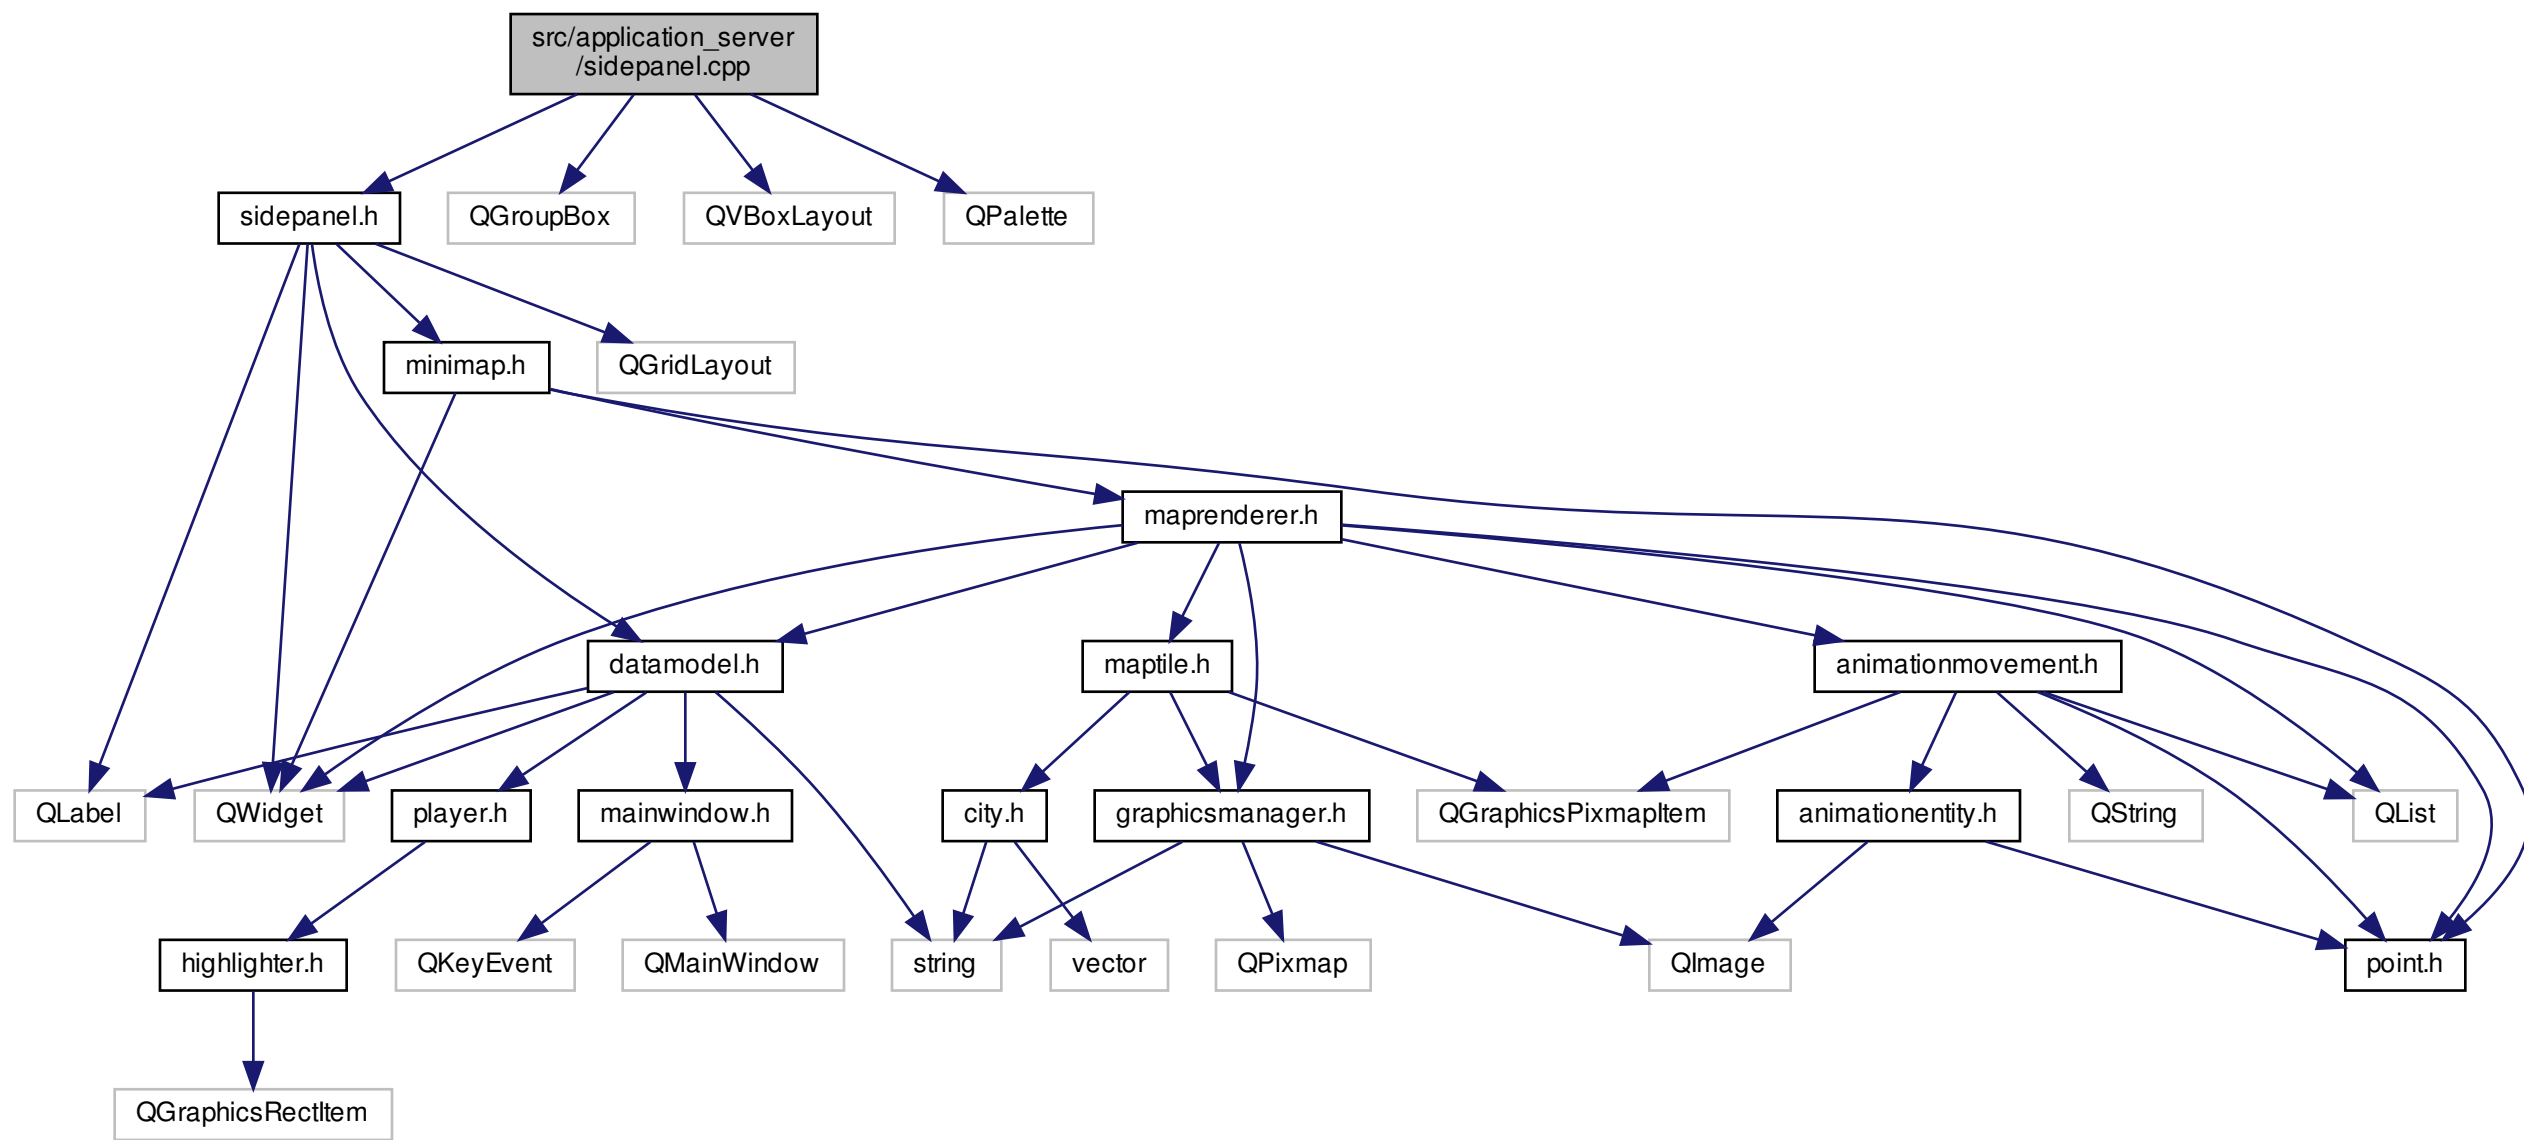 src/application_server
/sidepanel.cpp
sidepanel.h
QGroupBox
QVBoxLayout
QPalette
minimap.h
QGridLayout
maprenderer.h
datamodel.h
maptile.h
animationmovement.h
QLabel
QWidget
player.h
mainwindow.h
city.h
graphicsmanager.h
QGraphicsPixmapItem
animationentity.h
QString
QList
highlighter.h
QKeyEvent
QMainWindow
string
vector
QPixmap
QImage
point.h
QGraphicsRectItem